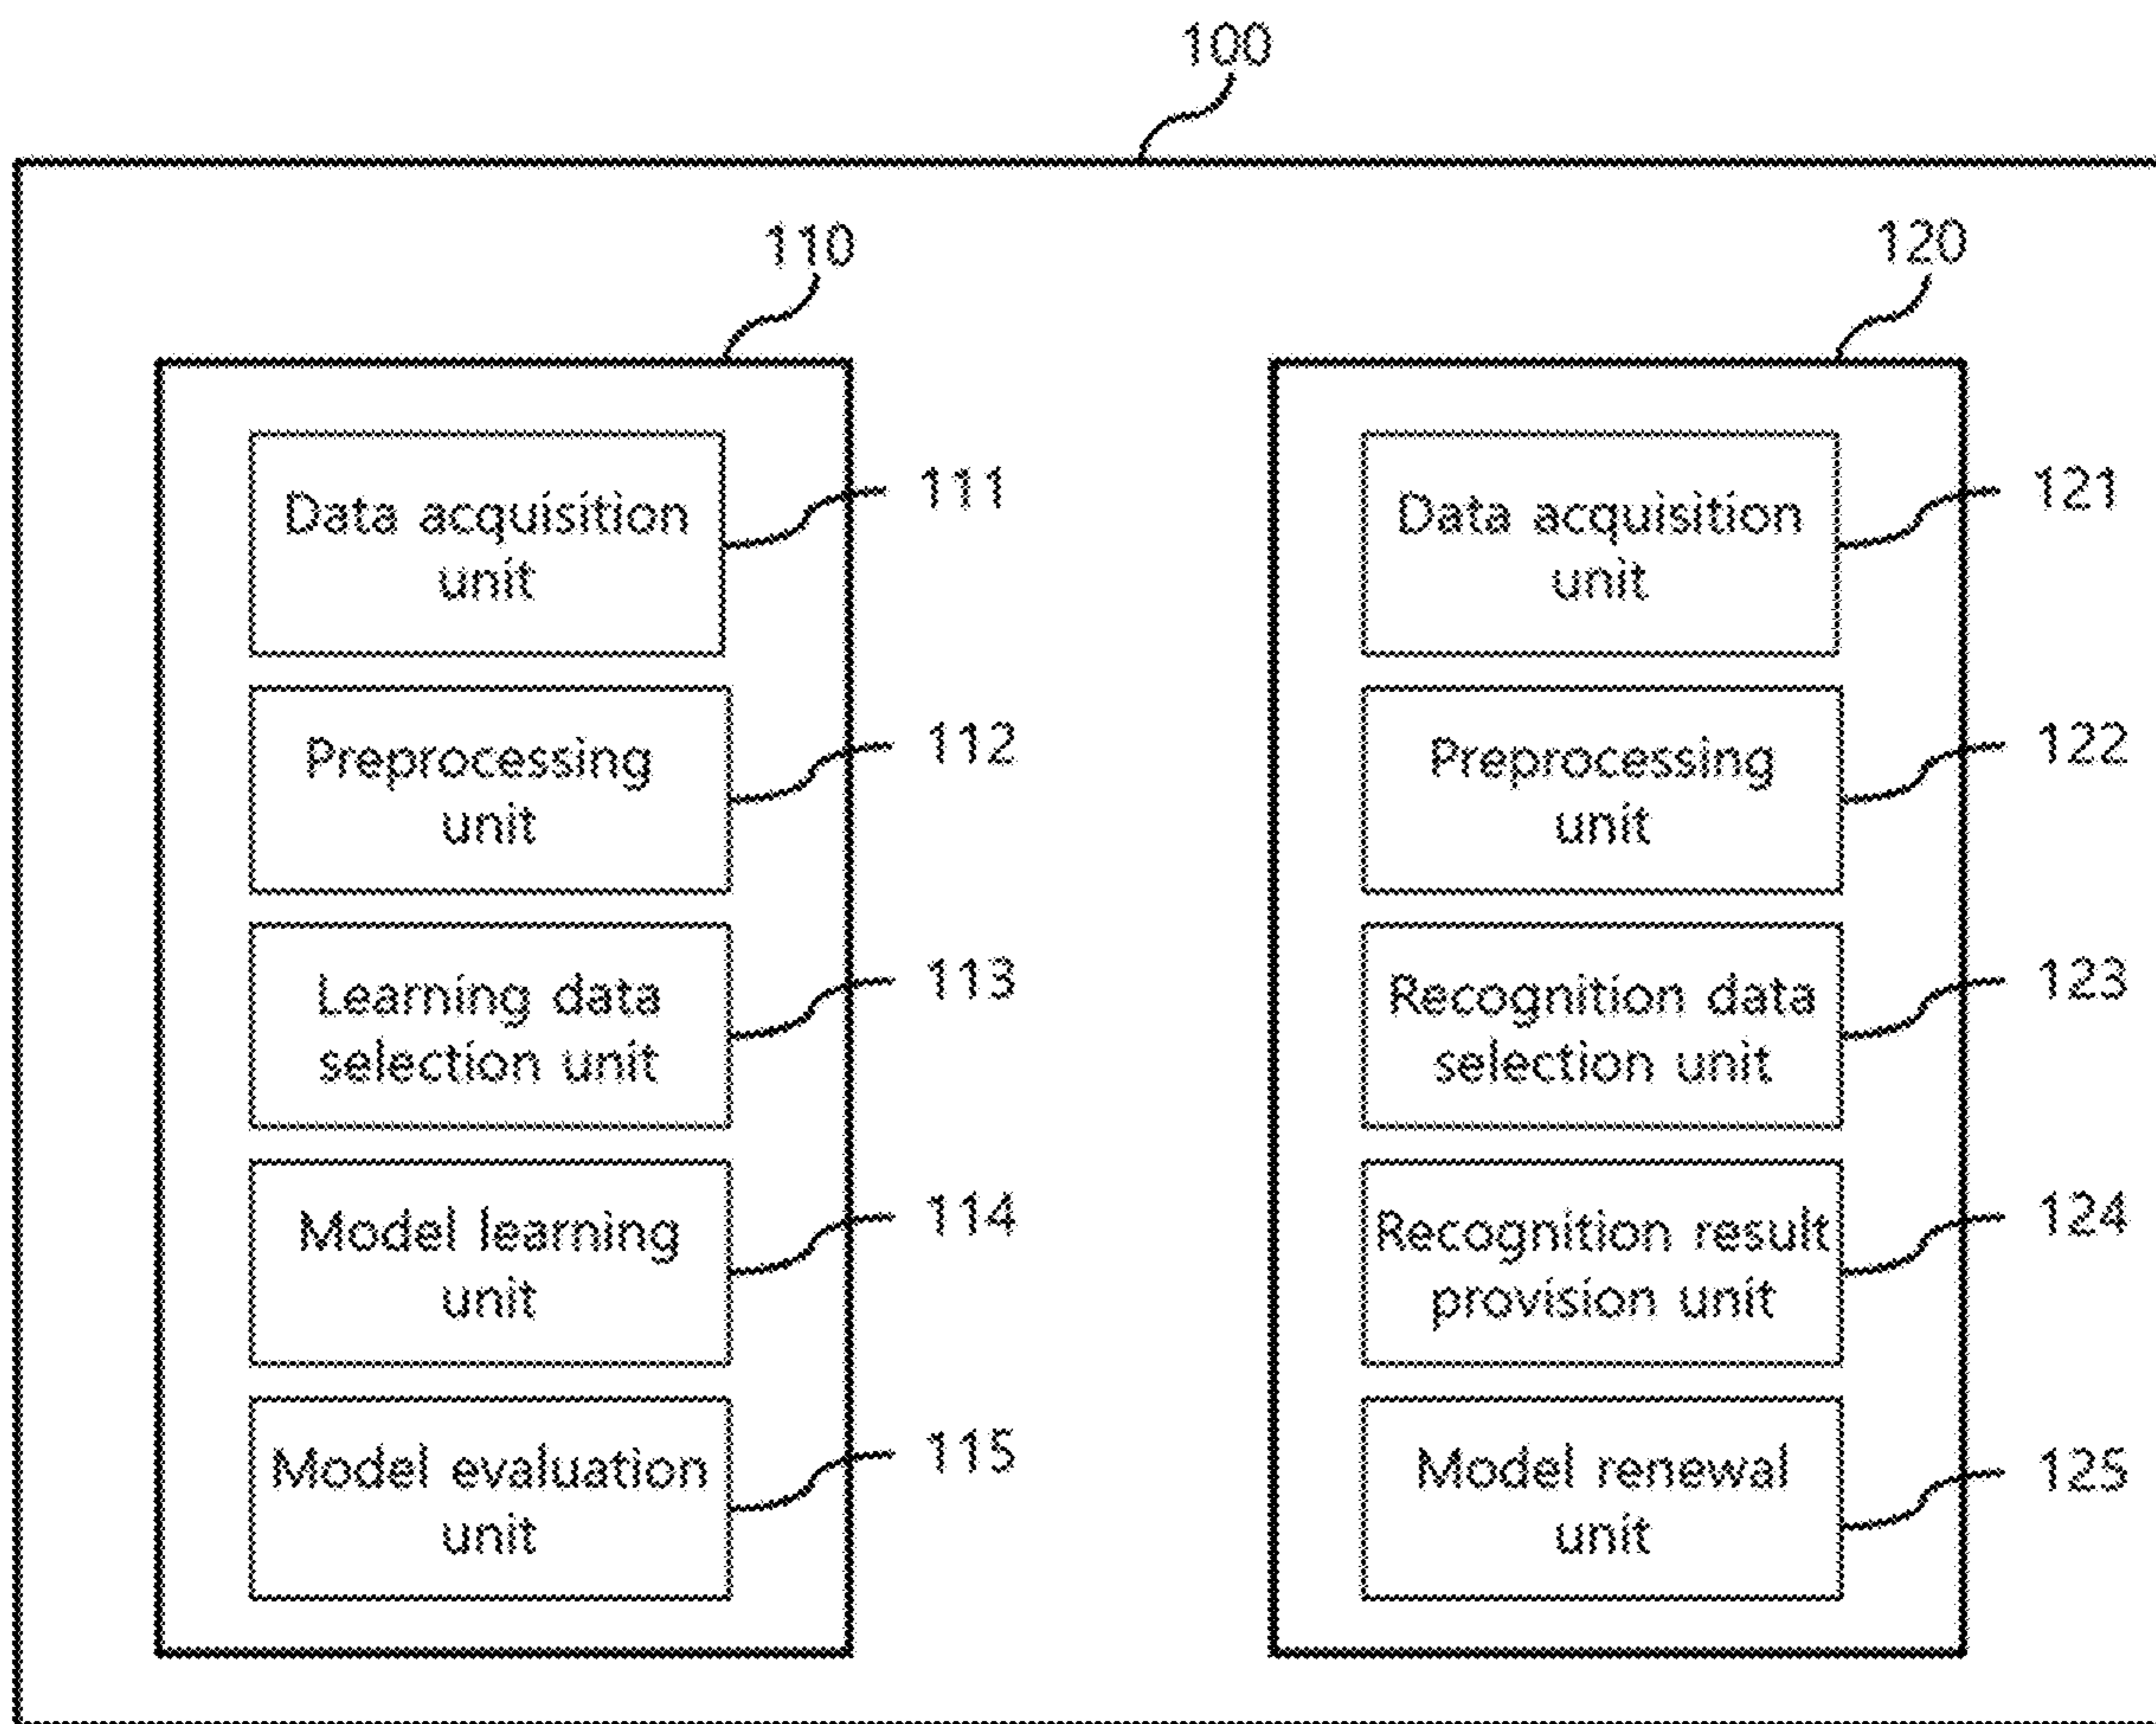 100
110
120
Data acquisition
unit
111
Preprocessing
unit
112
Learning data
selection unit
113
Model learning
unit
114
Model evaluation
unit
115
Data acquisition
unit
121
Preprocessing
unit
122
Recognition data
selection unit
123
Recognition result
provision unit
124
Model renewal
unit
125